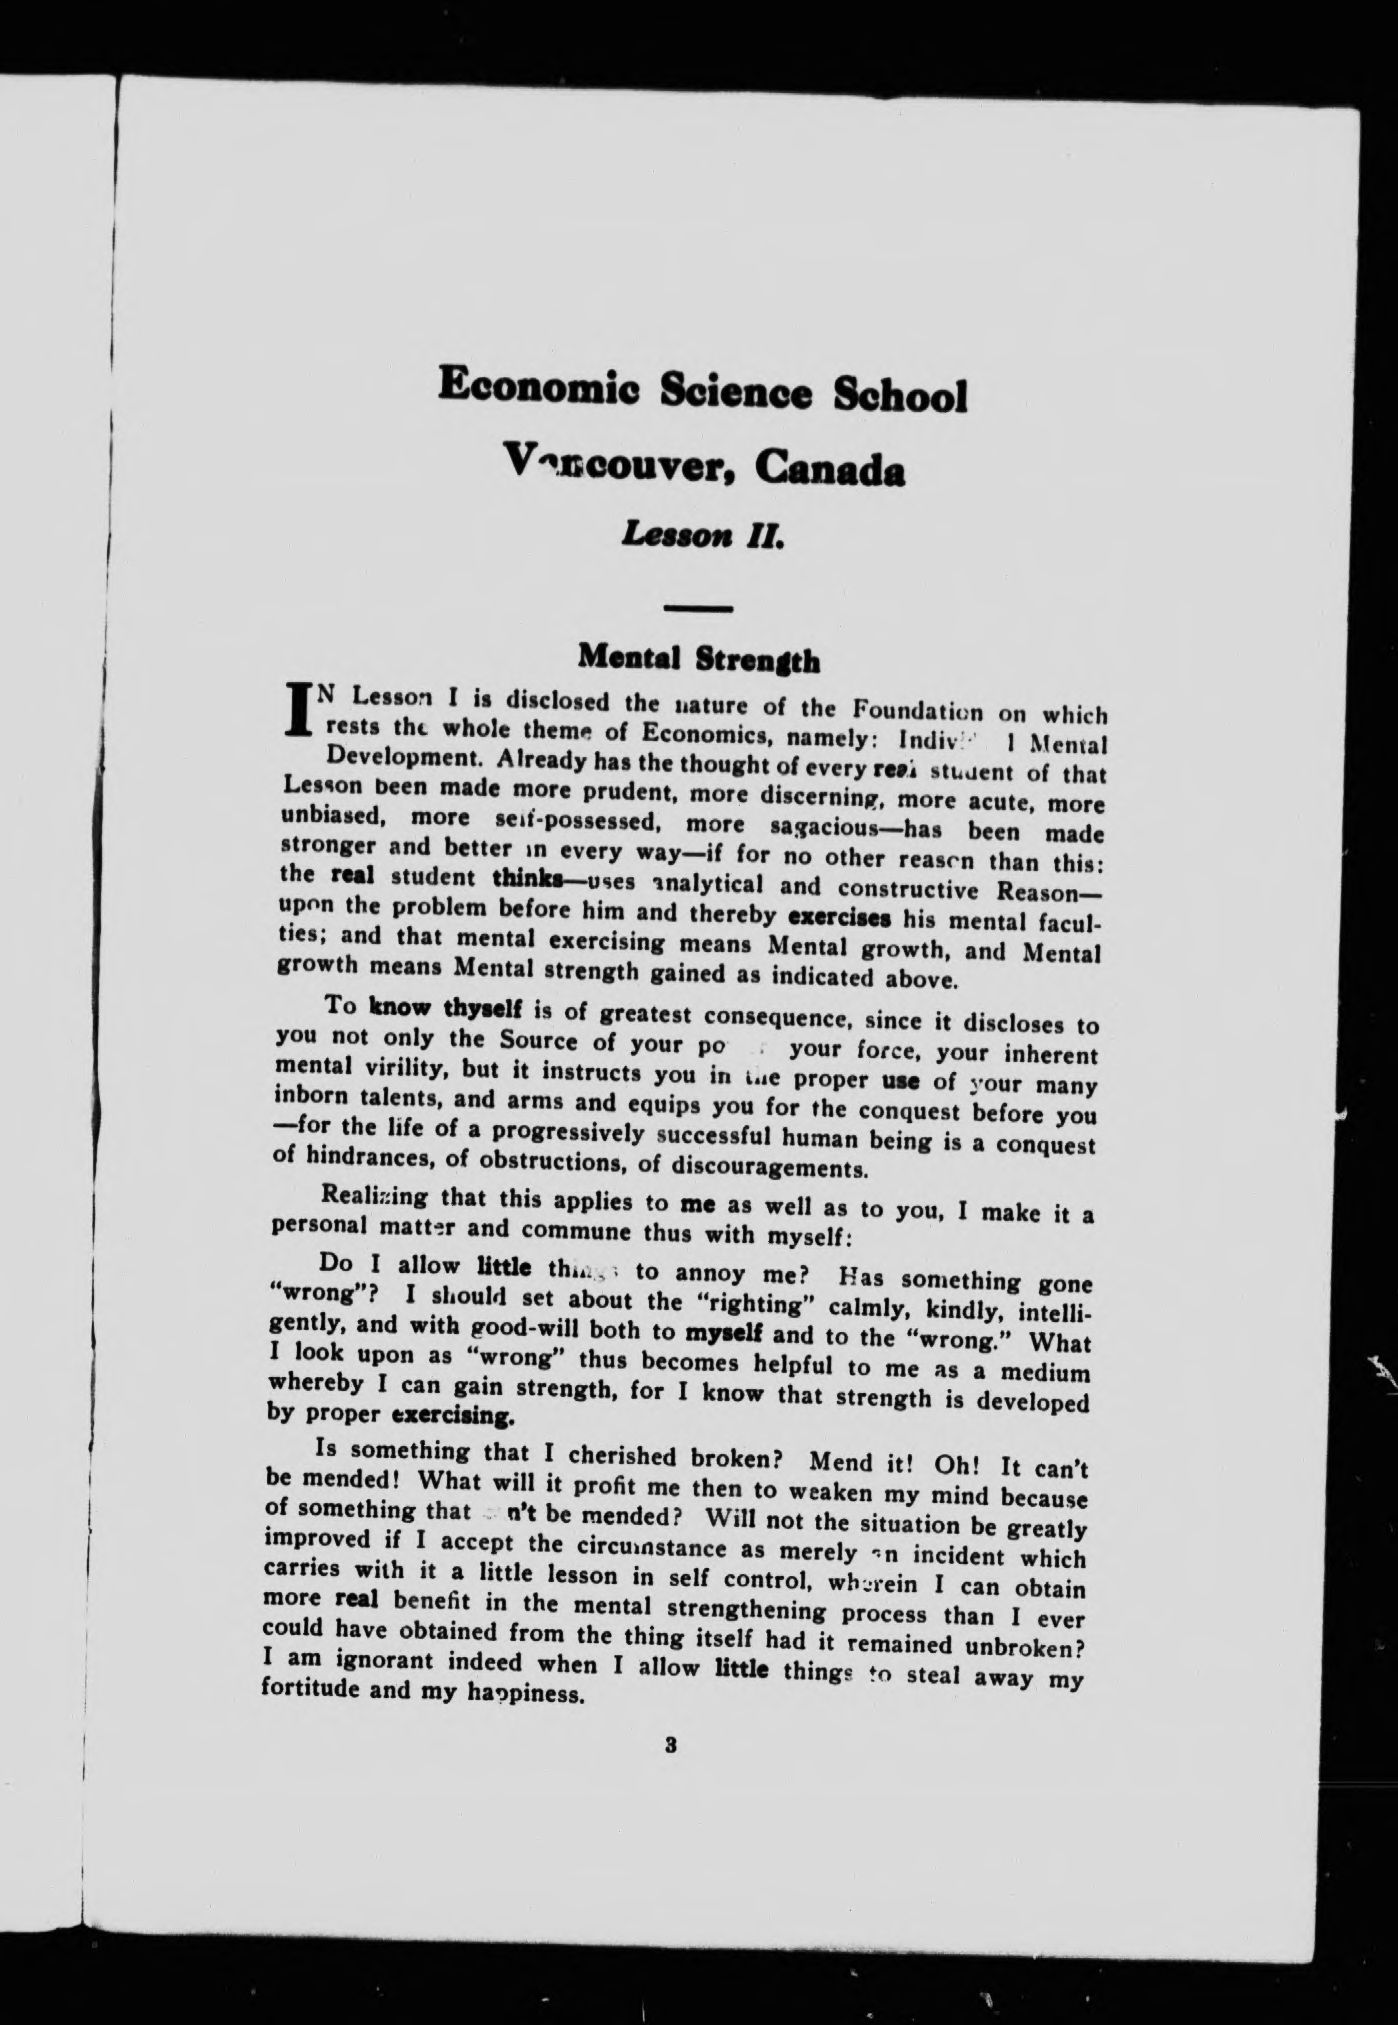 Economic Science School
Vancouver, Canada
Lesson II.
Mental Strength
IN Lesson I is disclosed the nature of the Foundation on which
rests the whole theme of Economics, namely: Mental
Development. Already has the thought of every real student of that
Lesson been made more prudent, more discerning, more acute, more
unbiased, more self-possessed, more sagacious—has been made
stronger and better in every way—if for no other reason than this:
the real student thinks—uses analytical and constructive Reason—
upon the problem before him and thereby exercises his mental facul-
ties; and that mental exercising means Mental growth, and Mental
growth means Mental strength gained as indicated above.
To know thyself is of greatest consequence, since it discloses to
you not only the Source of your your force, your inherent
mental virility, but it instructs you in the proper use of your many
inborn talents, and arms and equips you for the conquest before you
—for the life of a progressively successful human being is a conquest
of hindrances, of obstructions, of discouragements.
Realizing that this applies to me as well as to you, I make it a
personal matter and commune thus with myself:
Do I allow little things to annoy me? Has something gone
"wrong"? I should set about the "righting" calmly, kindly, intelli-
gently, and with good-will both to myself and to the "wrong." What
I look upon as "wrong" thus becomes helpful to me as a medium
whereby I can gain strength, for I know that strength is developed
by proper exercising.
Is something that I cherished broken? Mend it! Oh! It can't
be mended! What will it profit me then to weaken my mind because
of something that can't be mended? Will not the situation be greatly
improved if I accept the circumstance as merely an incident which
carries with it a little lesson in self control, wherein I can obtain
more real benefit in the mental strengthening process than I ever
could have obtained from the thing itself had it remained unbroken?
I am ignorant indeed when I allow little things to steal away my
fortitude and my happiness.
3